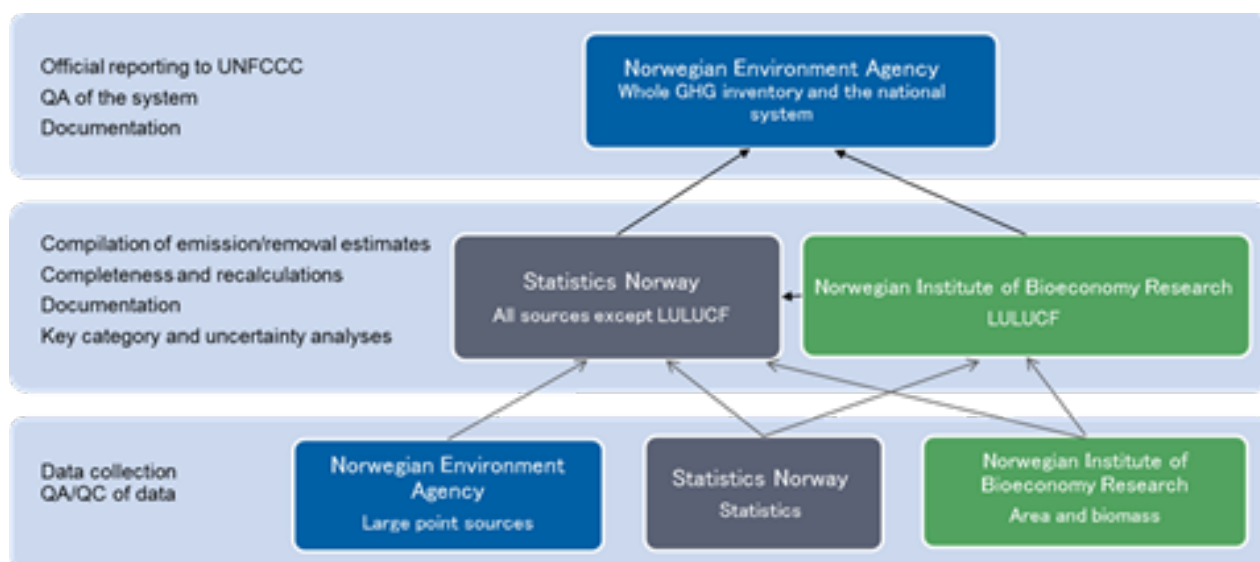 Official reporting to UNFCCC
QA of the system
Documentation
Norwegian Environment Agency
Whole GHG inventory and the national
system
Compilation of emission/removal estimates
Completeness and recalculations
Documentation
Key category and uncertainty analyses
Statistics Norway
All sources except LULUCF
Norwegian Institute of Bioeconomy Research
LULUCF
Data collection
QA/QC of data
Norwegian Environment
Agency
Large point sources
Statistics Norway
Statistics
Norwegian Institute of
Bioeconomy Research
Area and biomass